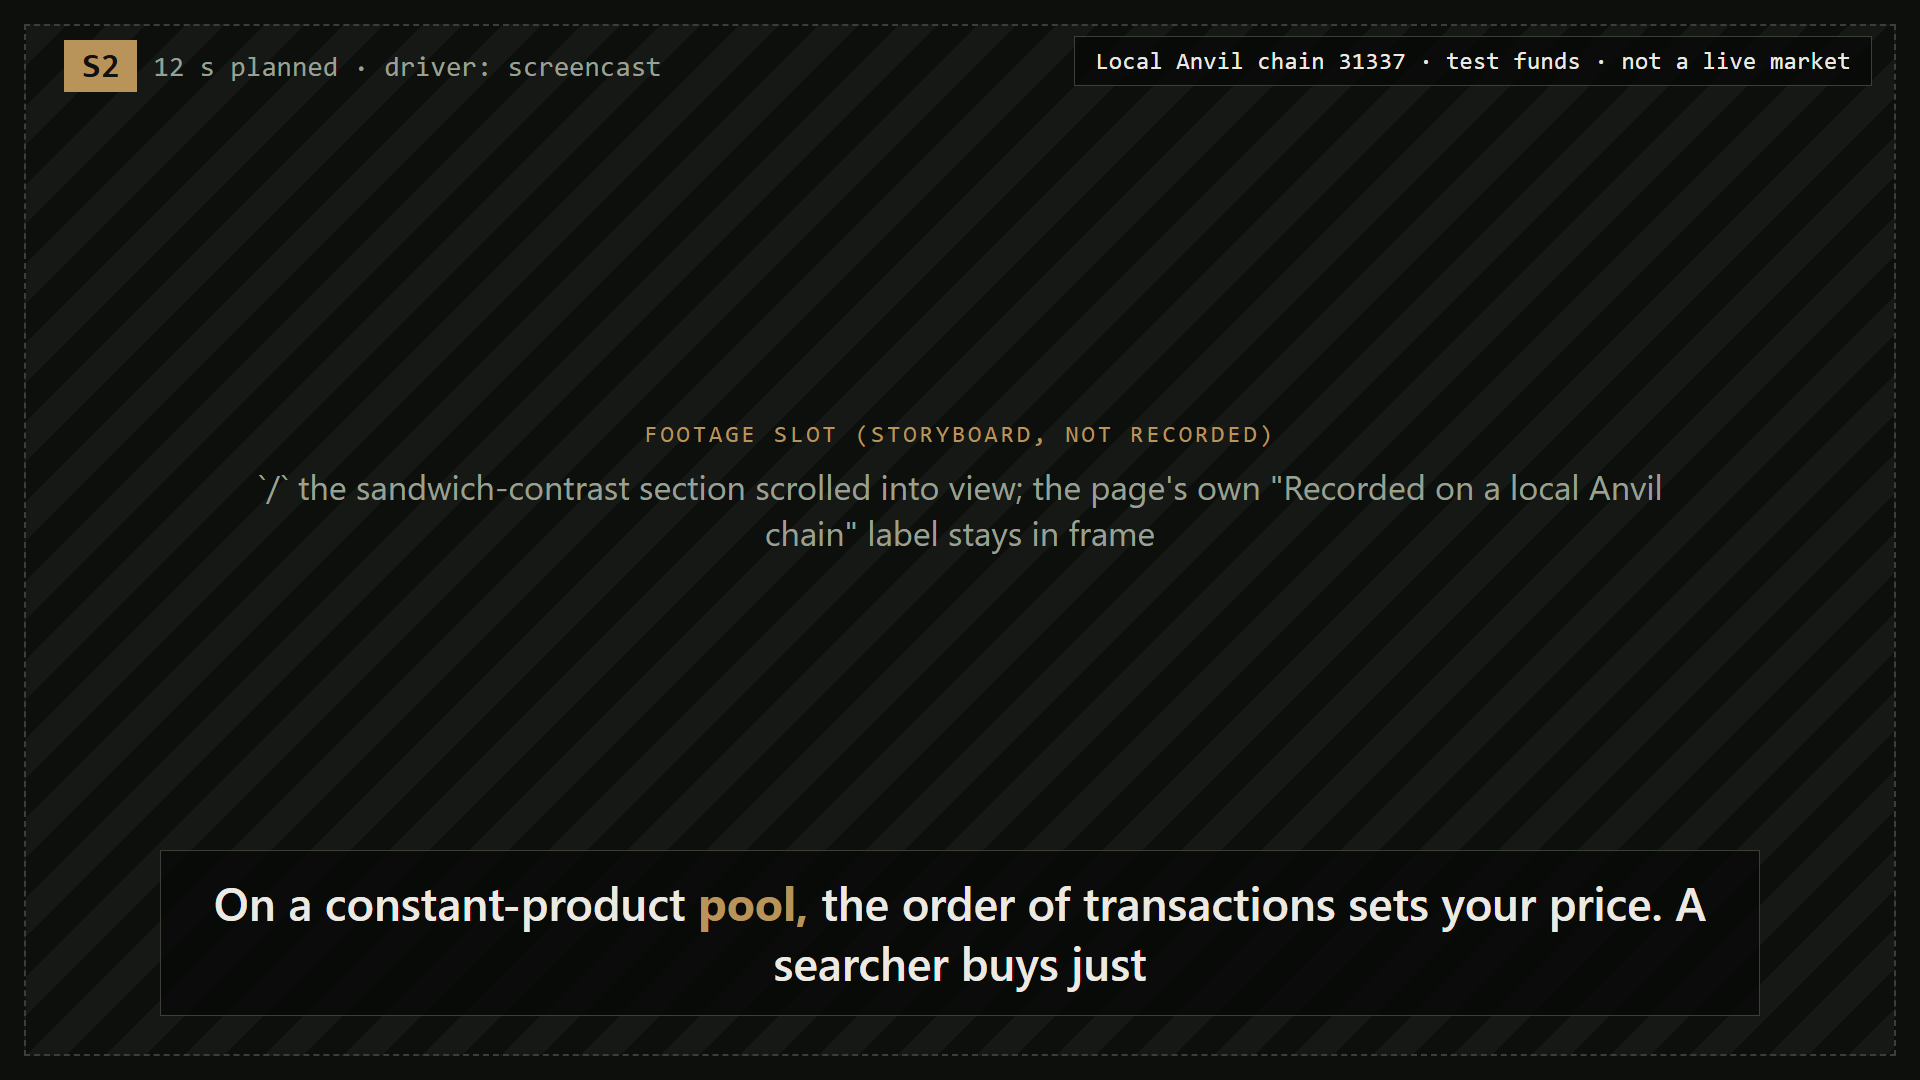 S2 12 s planned · driver: screencast
Local Anvil chain 31337 · test funds · not a live market
FOOTAGE SLOT (STORYBOARD, NOT RECORDED)
`/` the sandwich-contrast section scrolled into view; the page's own "Recorded on a local Anvil
chain" label stays in frame
On a constant-product pool, the order of transactions sets your price. A
searcher buys just